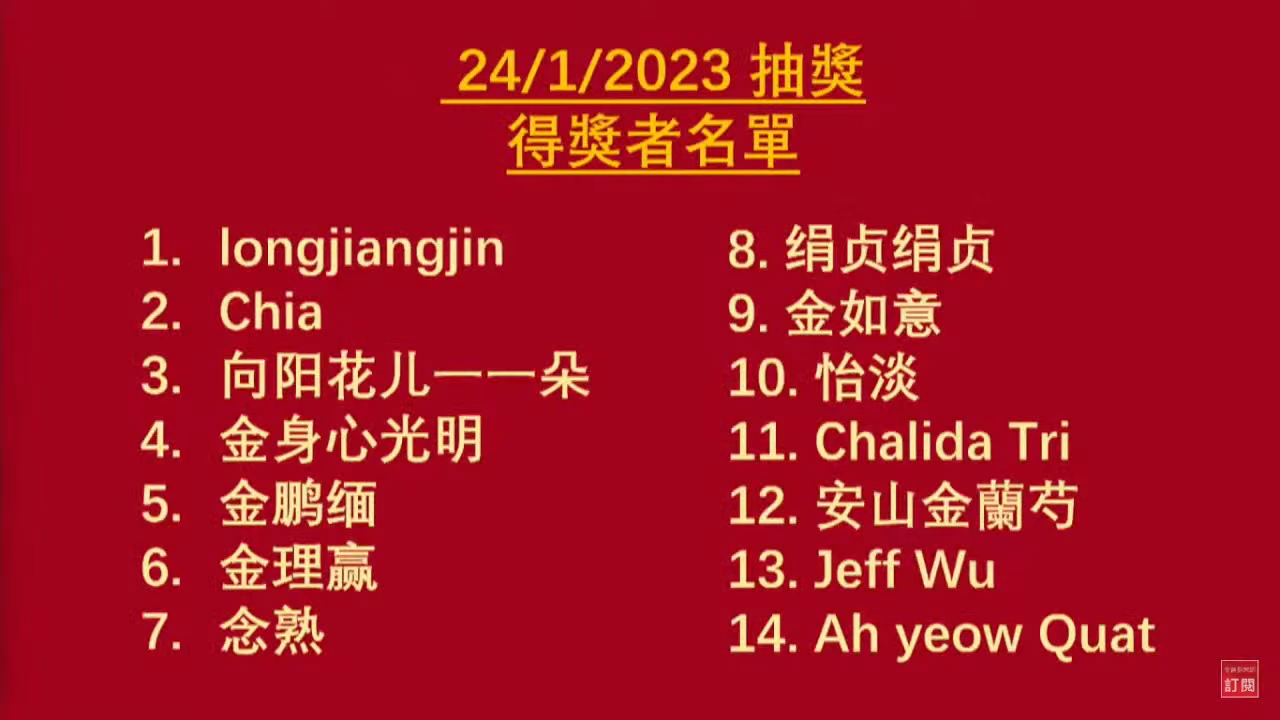 24/1/2023 抽獎
得獎者名單
1. longjiangjin
2. Chia
3. 向阳花儿一一朵
4. 金身心光明
5. 金鹏缅
6. 金理赢
7. 念熟
8. 绢贞绢贞
9. 金如意
10. 怡淡
11. Chalida Tri
12. 安山金蘭芍
13. Jeff Wu
14. Ah yeow Quat
訂閱